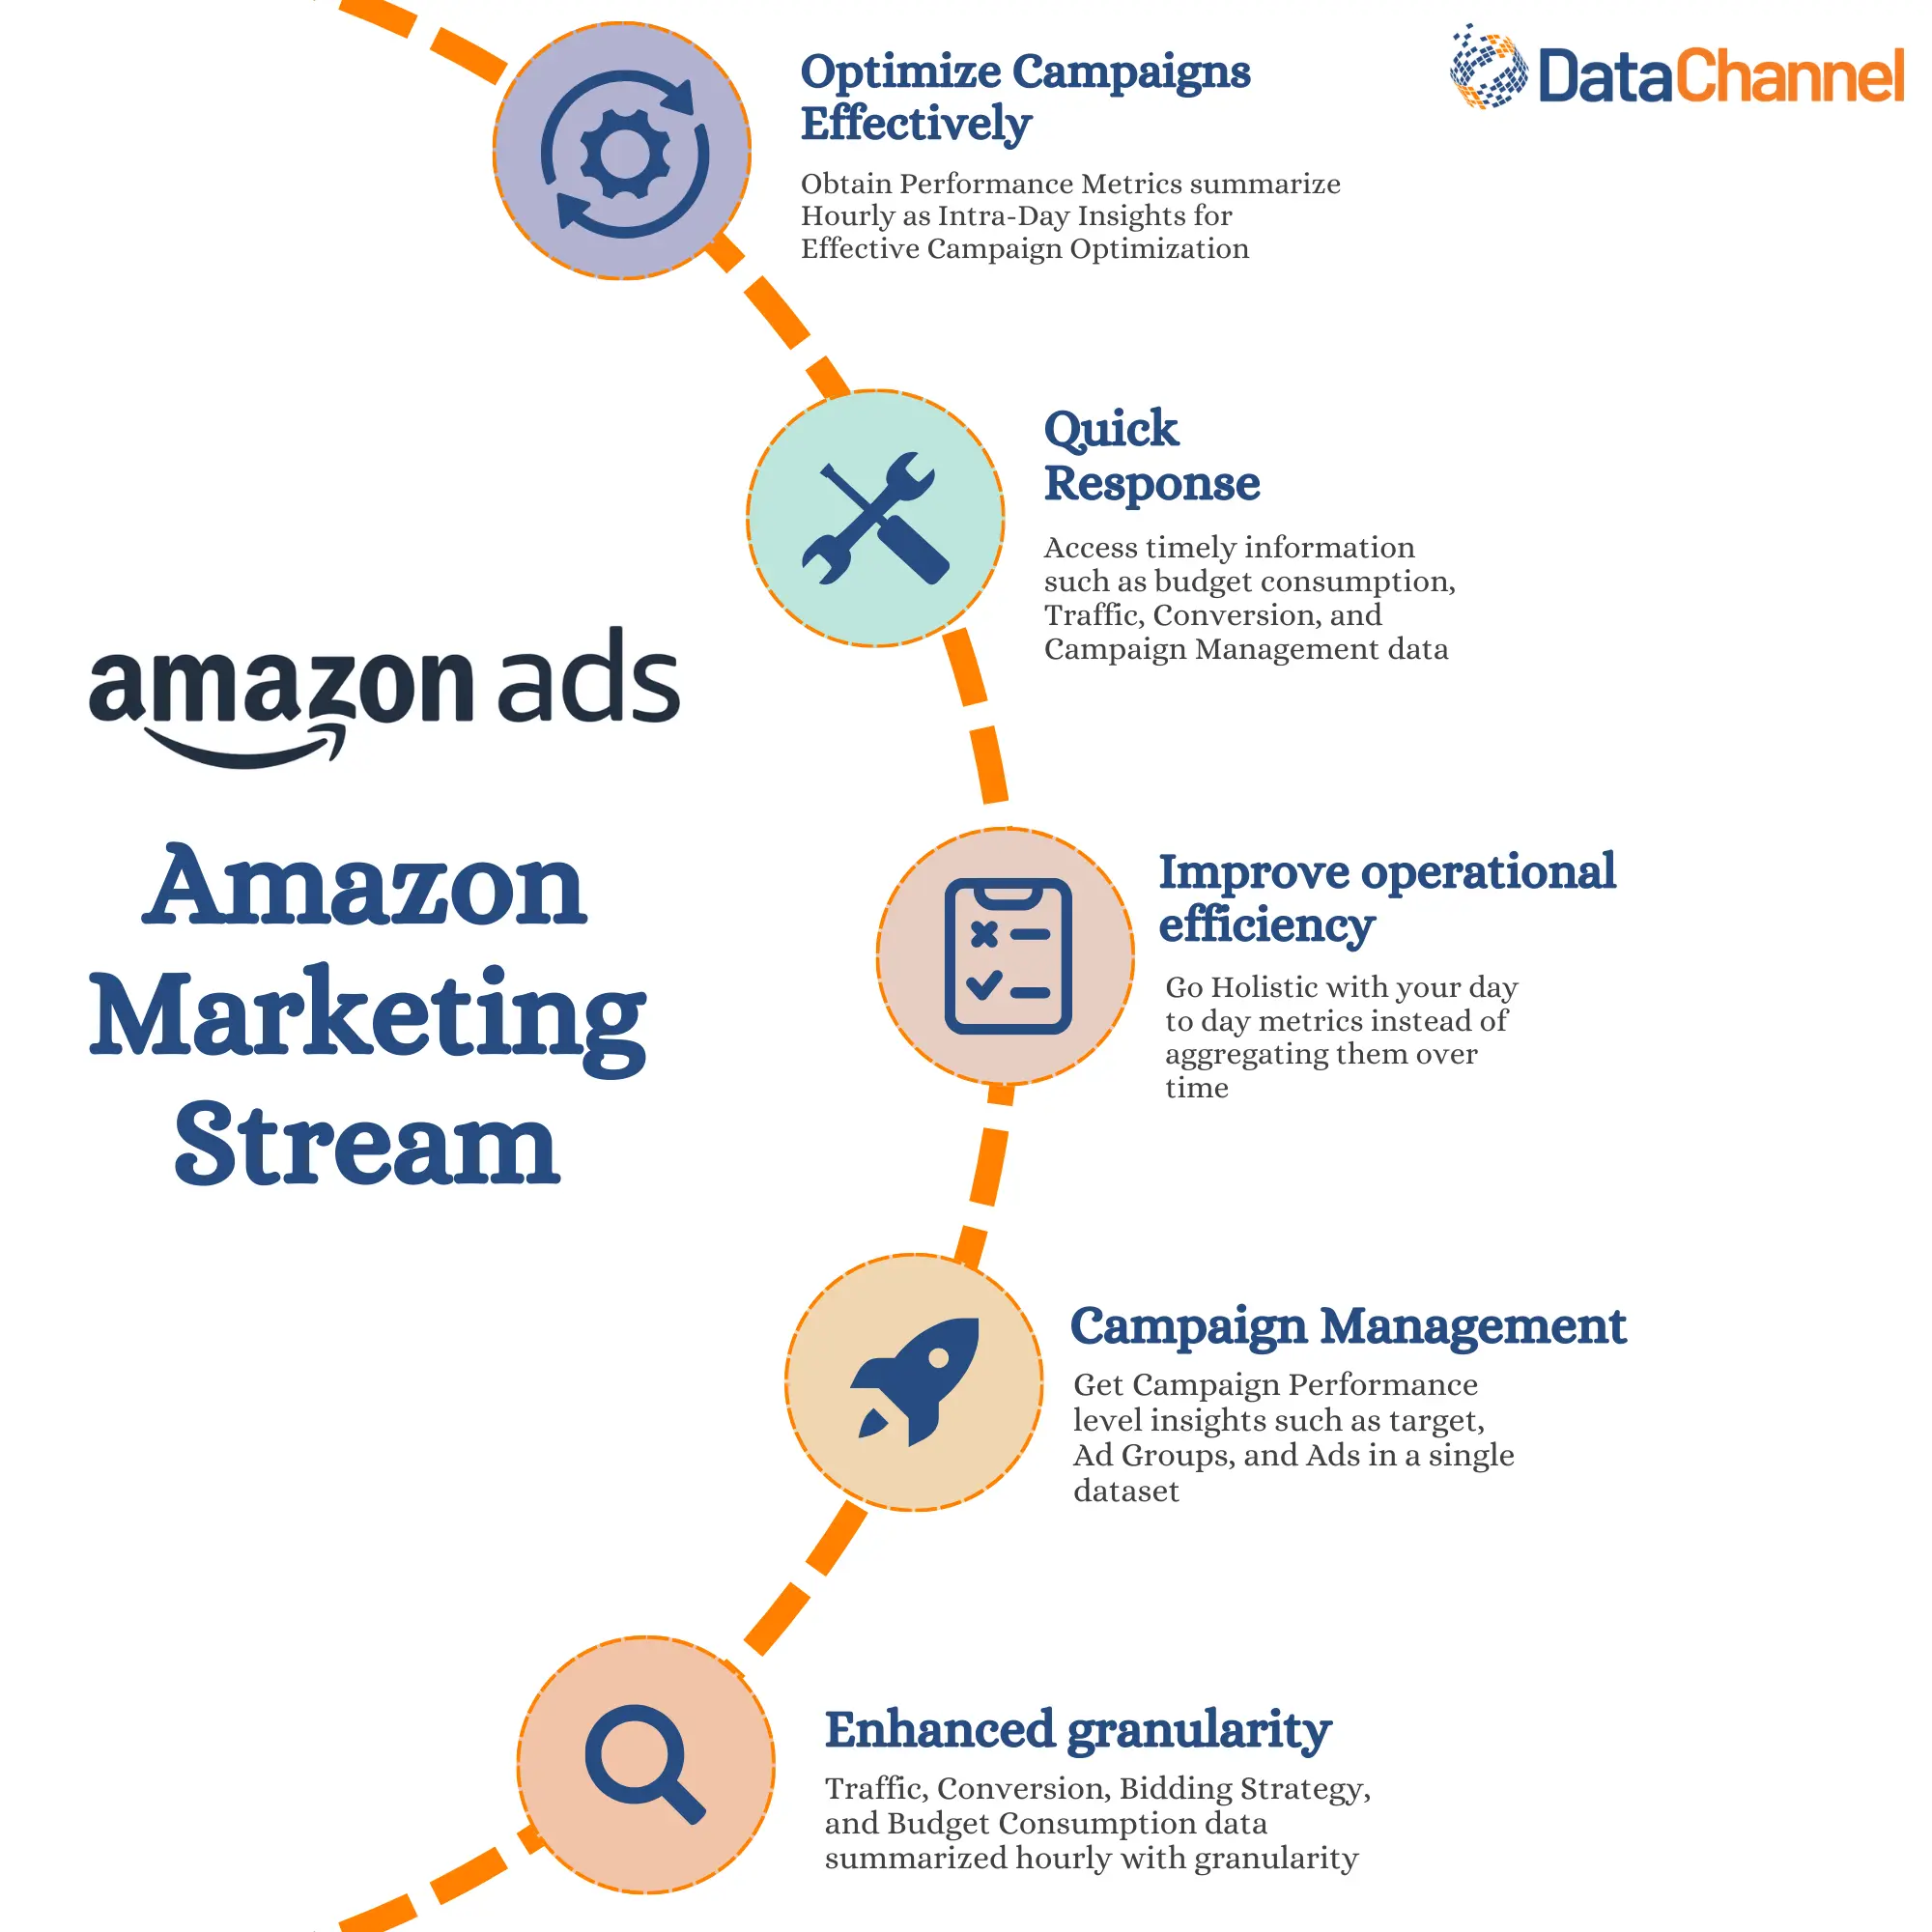 DataChannel
Optimize Campaigns
Effectively
Obtain Performance Metrics summarize
Hourly as Intra-Day Insights for
Effective Campaign Optimization
Quick
Response
Access timely information
such as budget consumption,
Traffic, Conversion, and
Campaign Management data
amazon ads
Amazon
Marketing
Stream
Improve operational
efficiency
Go Holistic with your day
to day metrics instead of
aggregating them over
time
Campaign Management
Get Campaign Performance
level insights such as target,
Ad Groups, and Ads in a single
dataset
Enhanced granularity
Traffic, Conversion, Bidding Strategy,
and Budget Consumption data
summarized hourly with granularity